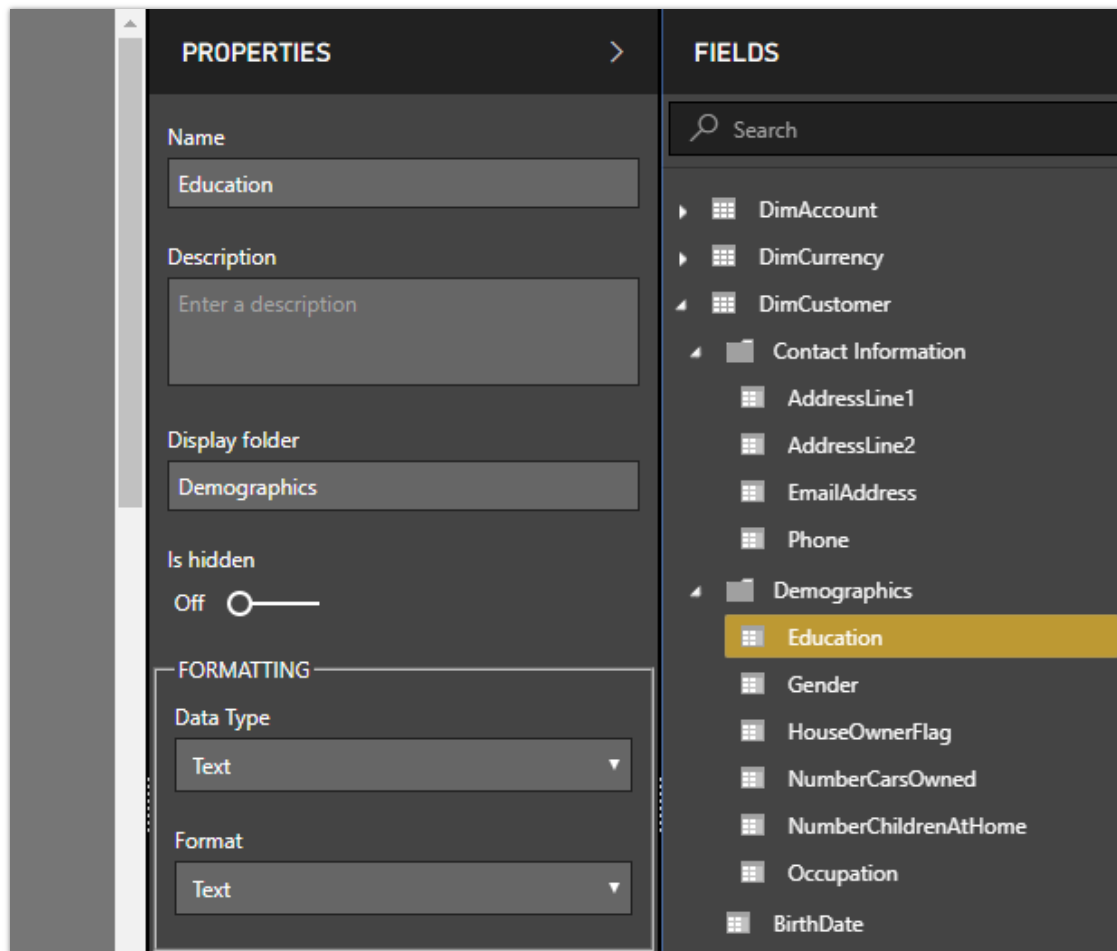 PROPERTIES
Name
Education
Description
Enter a description
Display folder
Demographics
Is hidden
Off
FORMATTING
Data Type
Text
Format
Text
FIELDS
Search
DimAccount
DimCurrency
DimCustomer
Contact Information
AddressLine1
AddressLine2
EmailAddress
Phone
Demographics
Education
Gender
HouseOwnerFlag
NumberCarsOwned
NumberChildrenAtHome
Occupation
BirthDate